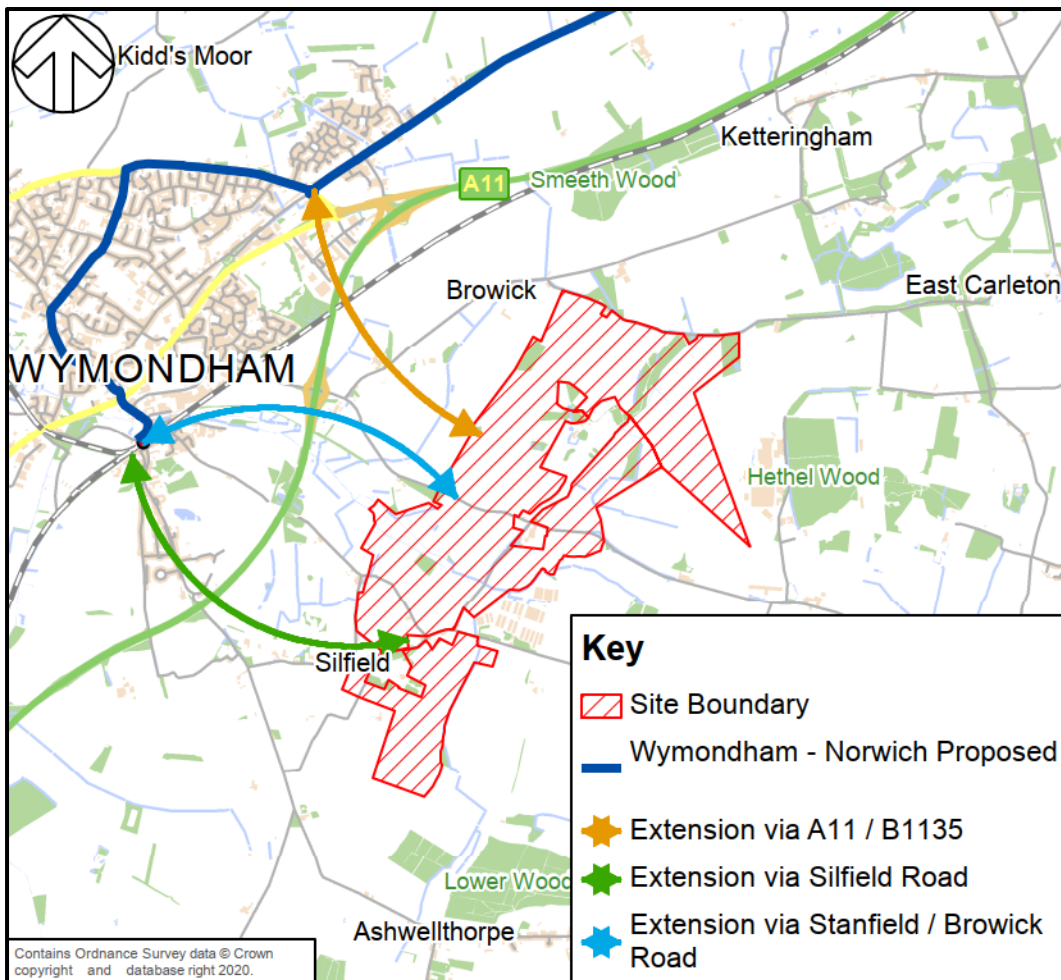 Kidd's Moor
Ketteringham
A11
Smeeth Wood
Browick
East Carleton
WYMONDHAM
Hethel Wood
Silfield
Key
Site Boundary
Wymondham - Norwich Proposed
Extension via A11 / B1135
Extension via Silfield Road
Extension via Stanfield / Browick
Road
Lower Wood
Ashwellthorpe
Contains Ordnance Survey data © Crown
copyright and database right 2020.